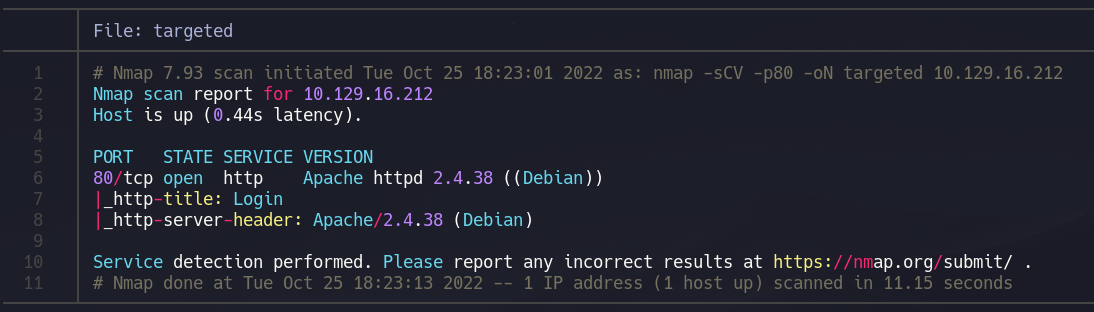 File: targeted
1 # Nmap 7.93 scan initiated Tue Oct 25 18:23:01 2022 as: nmap -sCV -p80 -oN targeted 10.129.16.212
2 Nmap scan report for 10.129.16.212
3 Host is up (0.44s latency).
4
5 PORT   STATE SERVICE VERSION
6 80/tcp open  http    Apache httpd 2.4.38 ((Debian))
7 |_http-title: Login
8 |_http-server-header: Apache/2.4.38 (Debian)
9
10 Service detection performed. Please report any incorrect results at https://nmap.org/submit/ .
11 # Nmap done at Tue Oct 25 18:23:13 2022 -- 1 IP address (1 host up) scanned in 11.15 seconds